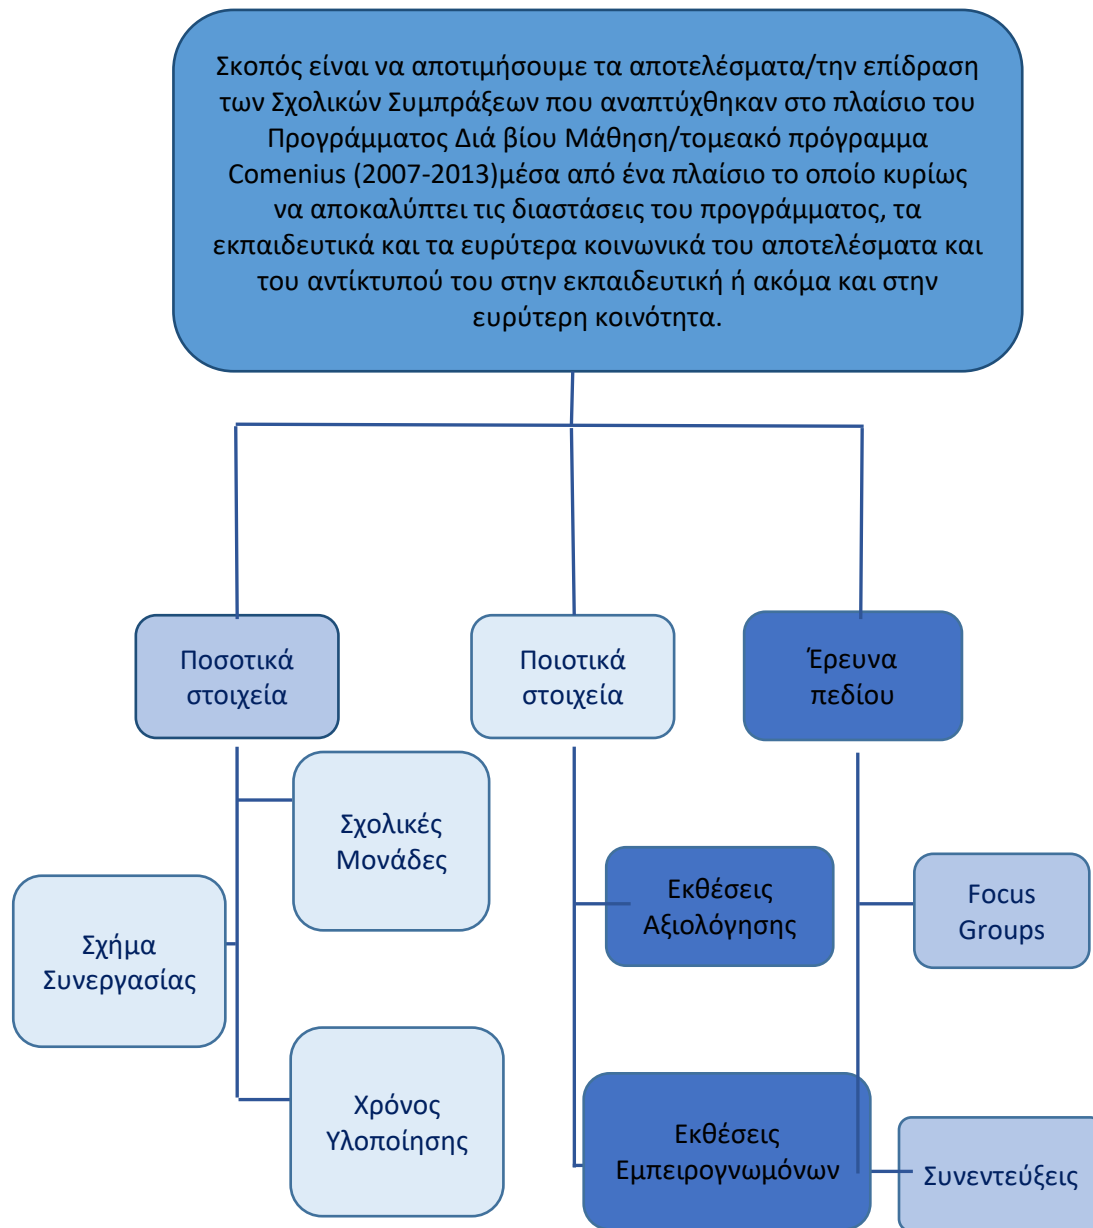 Σκοπός είναι να αποτιμήσουμε τα αποτελέσματα/την επίδραση
των Σχολικών Συμπράξεων που αναπτύχθηκαν στο πλαίσιο του
Προγράμματος Διά βίου Μάθηση/τομεακό πρόγραμμα
Comenius (2007-2013)μέσα από ένα πλαίσιο το οποίο κυρίως
να αποκαλύπτει τις διαστάσεις του προγράμματος, τα
εκπαιδευτικά και τα ευρύτερα κοινωνικά του αποτελέσματα και
του αντίκτυπού του στην εκπαιδευτική ή ακόμα και στην
ευρύτερη κοινότητα.
Ποσοτικά
στοιχεία
Ποιοτικά
στοιχεία
Έρευνα
πεδίου
Σχολικές
Μονάδες
Σχήμα
Συνεργασίας
Χρόνος
Υλοποίησης
Εκθέσεις
Αξιολόγησης
Εκθέσεις
Εμπειρογνωμόνων
Focus
Groups
Συνεντεύξεις